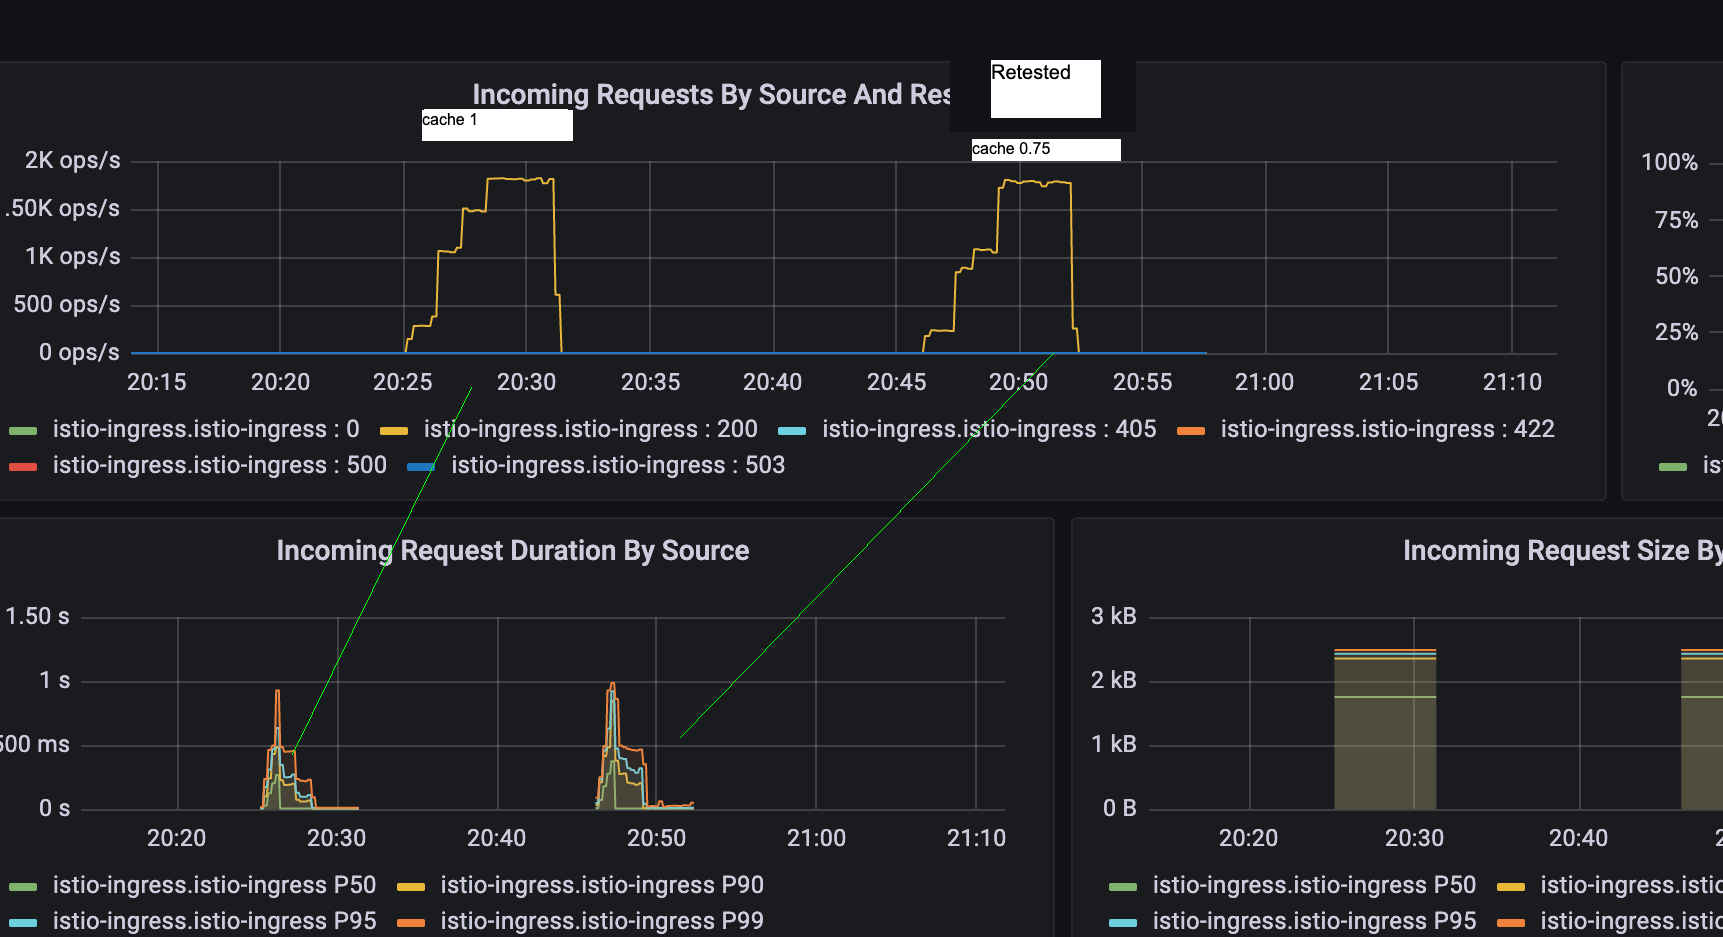 Retested
Incoming Requests By Source And Res
cache 1
cache 0.75
2K ops/s
.50K ops/s
1K ops/s
500 ops/s
0 ops/s
20:15 20:20 20:25 20:30 20:35 20:40 20:45 20:50 20:55 21:00 21:05 21:10
istio-ingress.istio-ingress : 0 istio-ingress.istio-ingress : 200 istio-ingress.istio-ingress : 405 istio-ingress.istio-ingress : 422
istio-ingress.istio-ingress : 500 istio-ingress.istio-ingress : 503
100%
75%
50%
25%
0%
Incoming Request Duration By Source
1.50 s
1 s
500 ms
0 s
20:20 20:30 20:40 20:50 21:00 21:10
istio-ingress.istio-ingress P50 istio-ingress.istio-ingress P90
istio-ingress.istio-ingress P95 istio-ingress.istio-ingress P99
Incoming Request Size By
3 kB
2 kB
1 kB
0 B
20:20 20:30 20:40
istio-ingress.istio-ingress P50 istio-ingress.istio
istio-ingress.istio-ingress P95 istio-ingress.istio